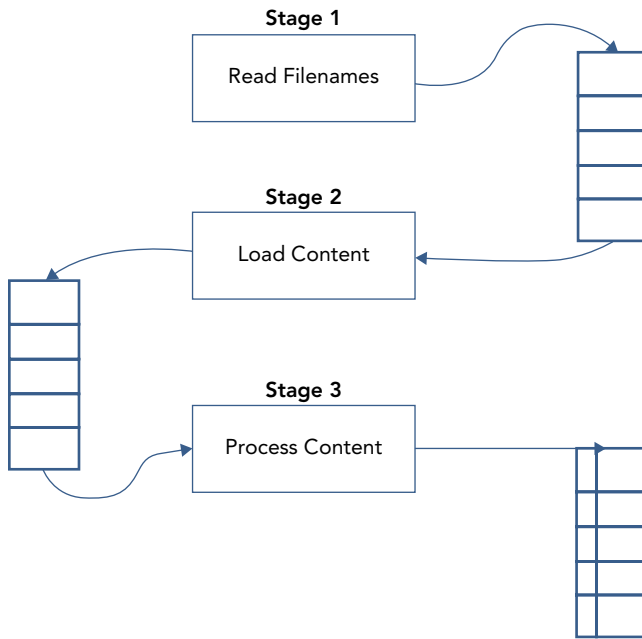 Stage 1
Read Filenames
Stage 2
Load Content
Stage 3
Process Content